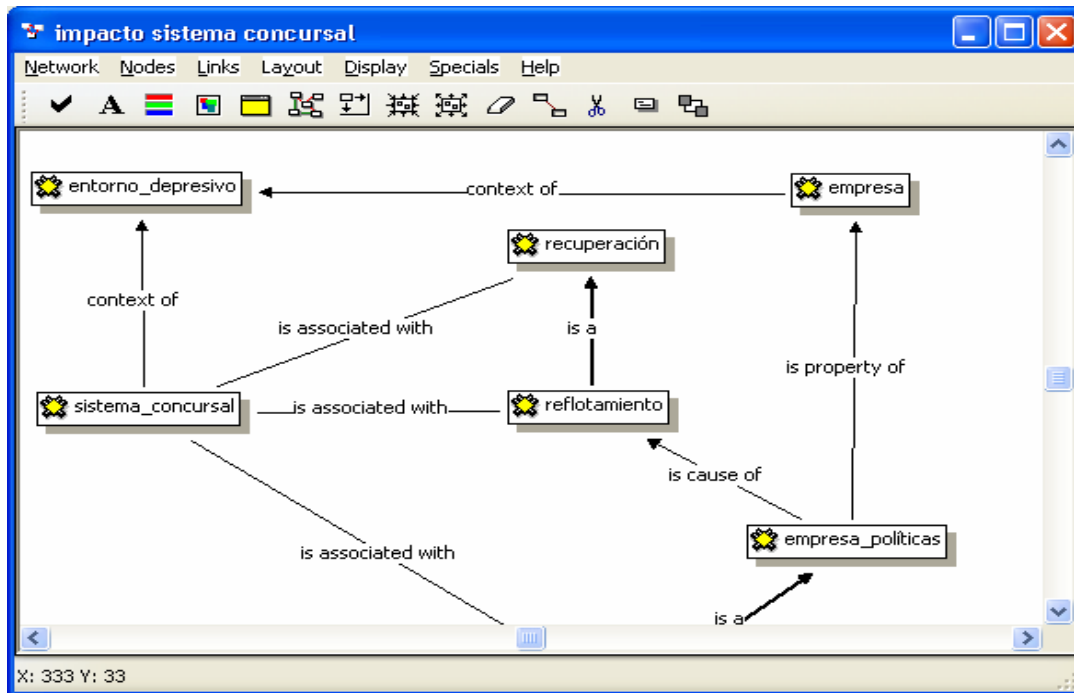 impacto sistema concursal
Network Nodes Links Layout Display Specials Help
A
entorno_depresivo
context of
empresa
recuperación
context of
is associated with
is a
is property of
sistema_concursal
is associated with
reflotamiento
is cause of
empresa_políticas
is associated with
is a
X: 333 Y: 33